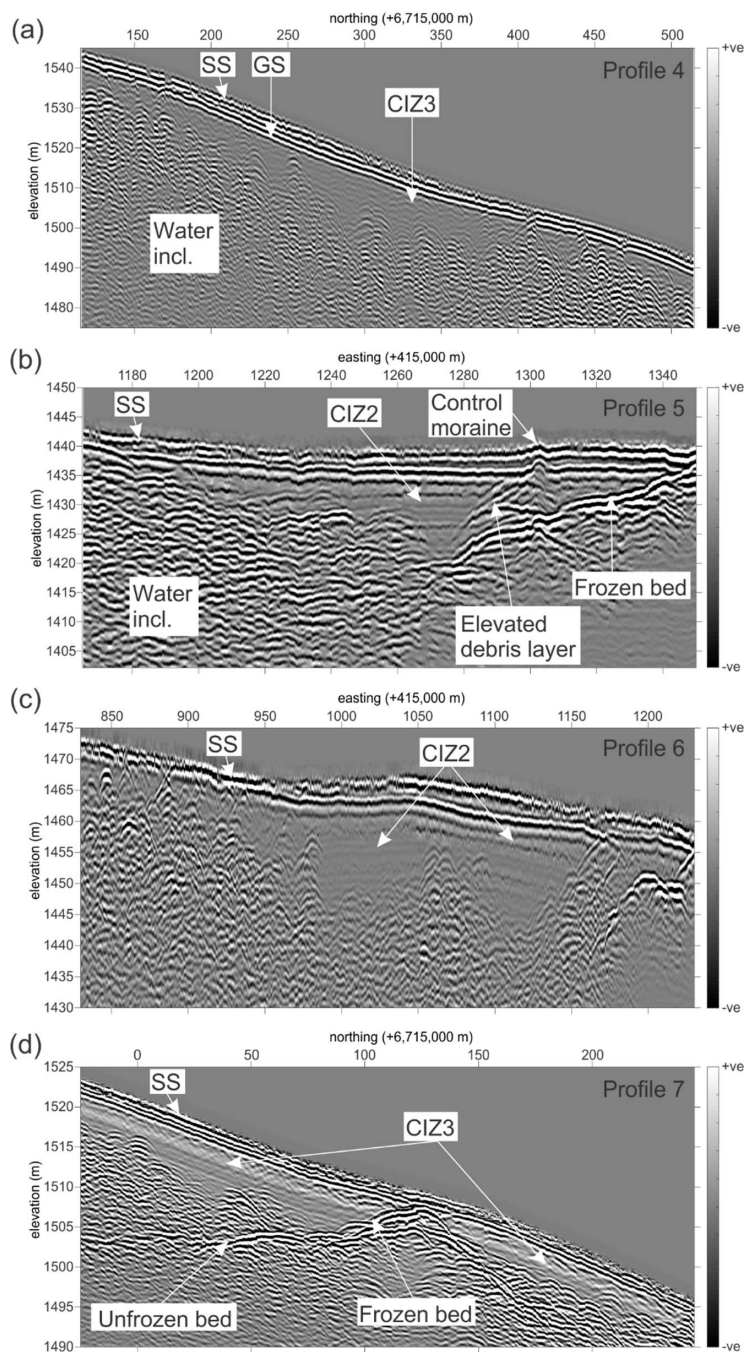 (a)
northing (+6,715,000 m)
150 200 250 300 350 400 450 500
Profile 4
SS GS
CIZ3
Water
incl.
elevation (m)
1540
1530
1520
1510
1500
1490
1480
+ve
-ve
(b)
easting (+415,000 m)
1180 1200 1220 1240 1260 1280 1300 1320 1340
Profile 5
SS
CIZ2
Control
moraine
Water
incl.
Elevated
debris layer
Frozen bed
elevation (m)
1450
1445
1440
1435
1430
1425
1420
1415
1410
1405
+ve
-ve
(c)
easting (+415,000 m)
850 900 950 1000 1050 1100 1150 1200
Profile 6
SS
CIZ2
elevation (m)
1475
1470
1465
1460
1455
1450
1445
1440
1435
1430
+ve
-ve
(d)
northing (+6,715,000 m)
0 50 100 150 200
Profile 7
SS
CIZ3
Unfrozen bed
Frozen bed
elevation (m)
1525
1520
1515
1510
1505
1500
1495
1490
+ve
-ve